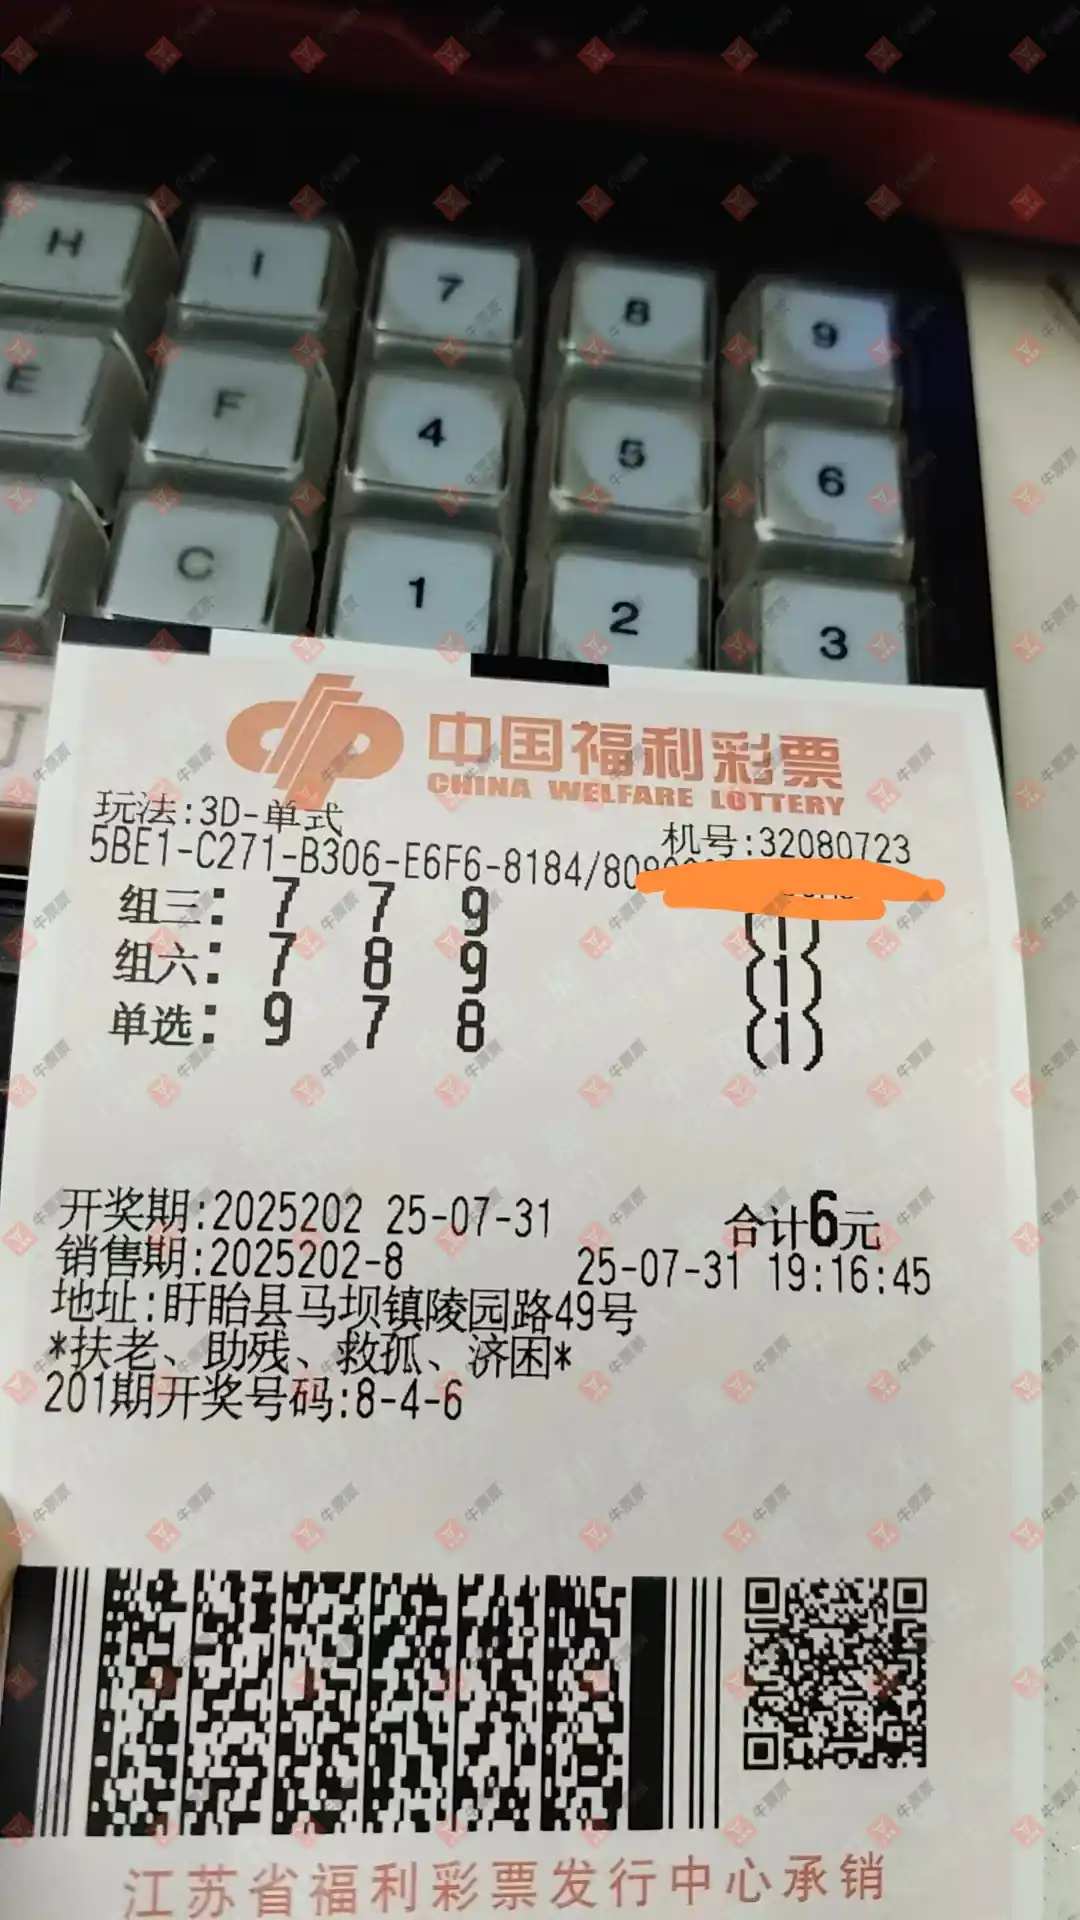 H I 7 8 9
E F 4 5 6
C 1 2 3
中国福利彩票
CHINA WELFARE LOTTERY
玩法:3D-单式
机号:32080723
5BE1-C271-B306-E6F6-8184/80
组三: 7 7 9 (1)
组六: 7 8 9 (1)
单选: 9 7 8 (1)
开奖期:2025202 25-07-31 合计6元
销售期:2025202-8 25-07-31 19:16:45
地址:盱眙县马坝镇陵园路49号
*扶老、助残、救孤、济困*
201期开奖号码:8-4-6
江苏省福利彩票发行中心承销
牛票票